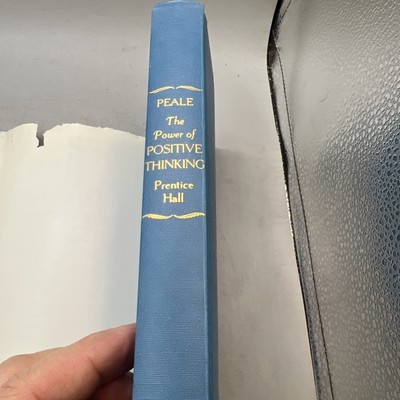 PEALE
The
Power of
POSITIVE
THINKING
Prentice
Hall